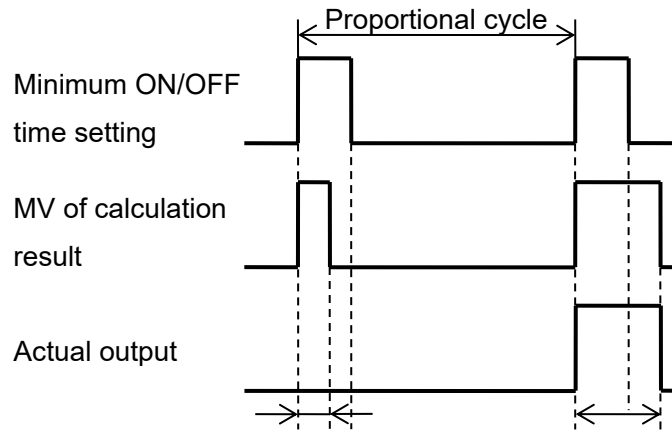 Proportional cycle
Minimum ON/OFF
time setting
MV of calculation
result
Actual output